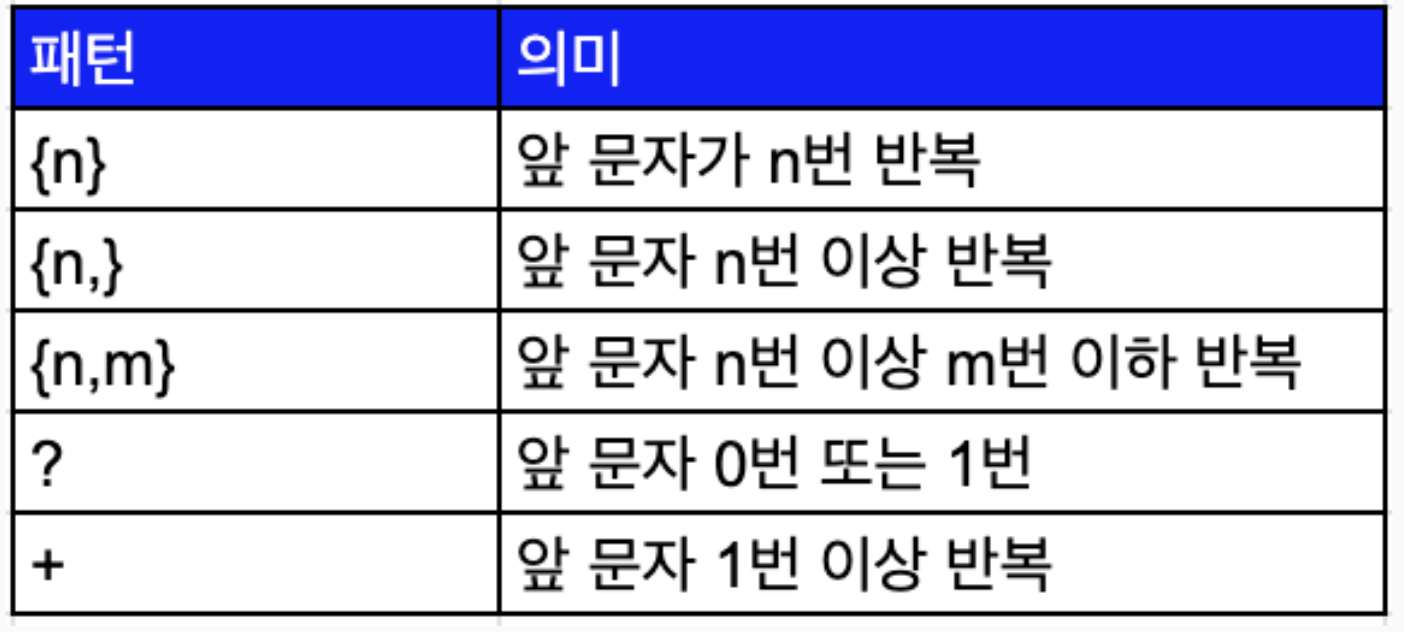 패턴 의미
{n} 앞 문자가 n번 반복
{n,} 앞 문자 n번 이상 반복
{n,m} 앞 문자 n번 이상 m번 이하 반복
? 앞 문자 0번 또는 1번
+ 앞 문자 1번 이상 반복